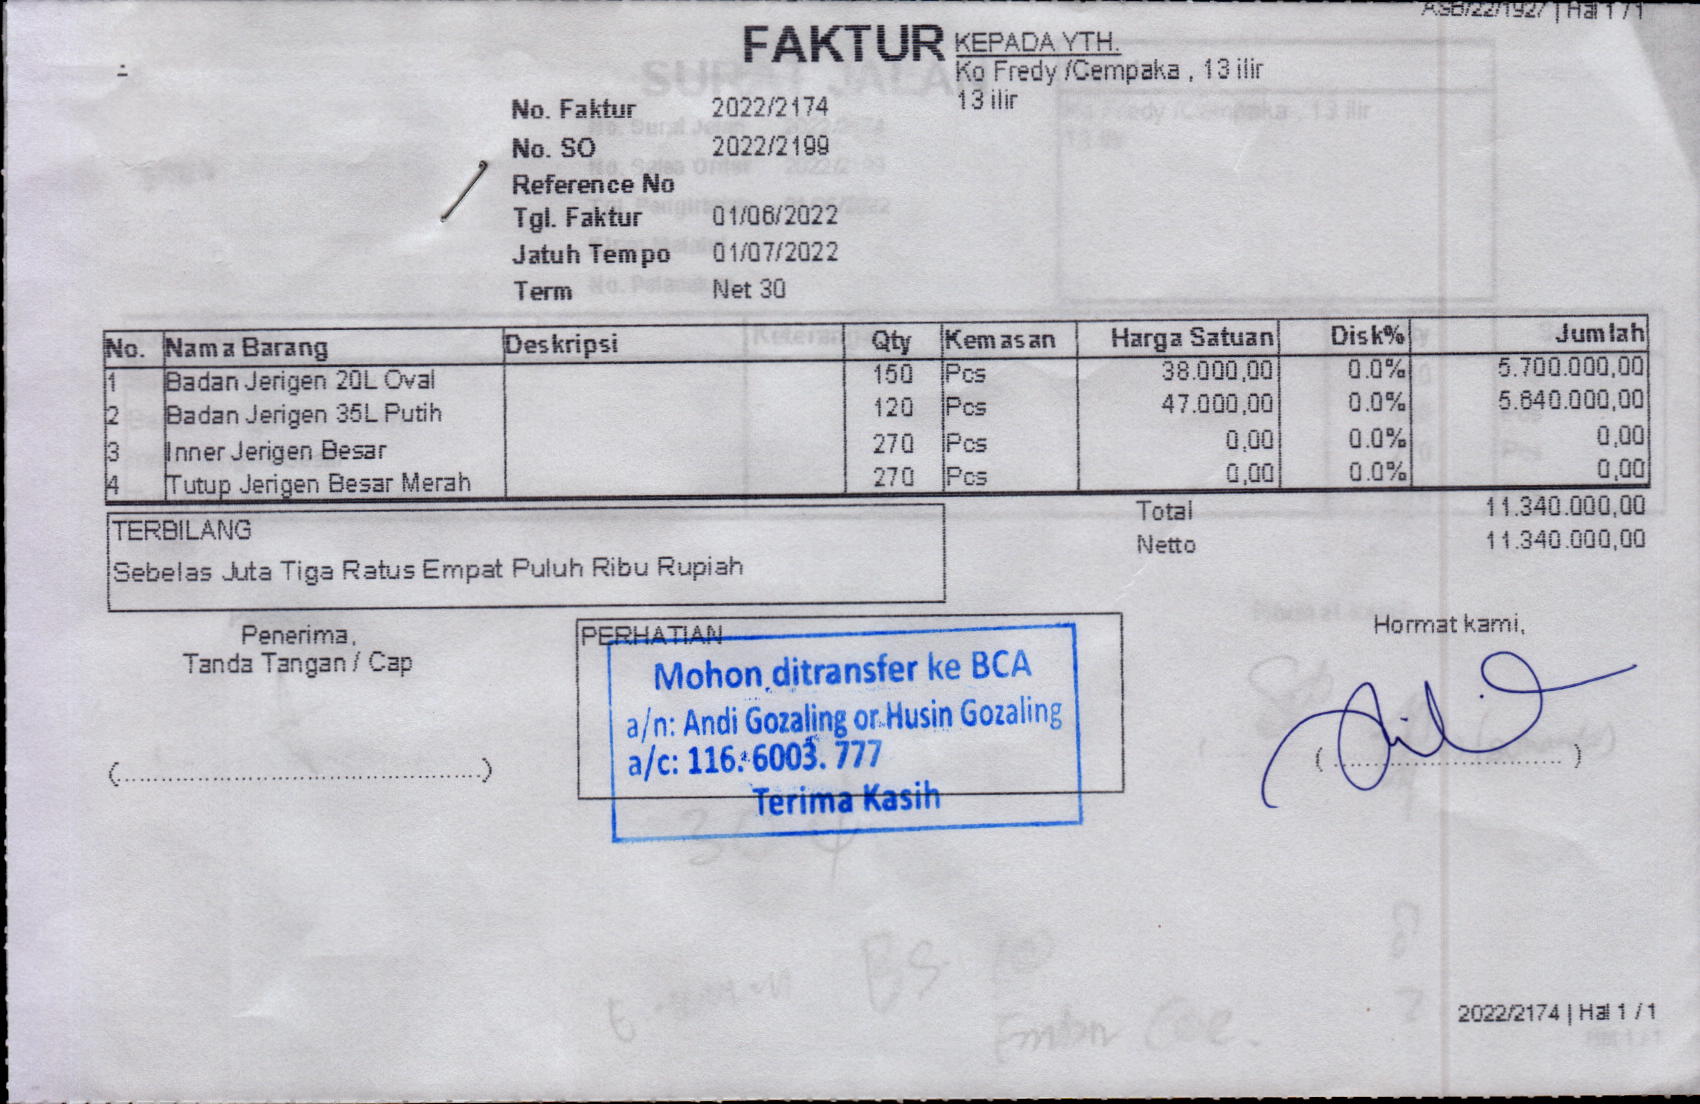 ASB/22/1927 | Hal 1 / 1
FAKTUR
KEPADA YTH.
Ko Fredy /Cempaka , 13 ilir
13 ilir
No. Faktur 2022/2174
No. SO 2022/2199
Reference No
Tgl. Faktur 01/06/2022
Jatuh Tempo 01/07/2022
Term Net 30
No. Nama Barang Deskripsi Qty Kemasan Harga Satuan Disk% Jumlah
1 Badan Jerigen 20L Oval 150 Pcs 38.000,00 0.0% 5.700.000,00
2 Badan Jerigen 35L Putih 120 Pcs 47.000,00 0.0% 5.640.000,00
3 Inner Jerigen Besar 270 Pcs 0,00 0.0% 0,00
4 Tutup Jerigen Besar Merah 270 Pcs 0,00 0.0% 0,00
Total 11.340.000,00
Netto 11.340.000,00
TERBILANG
Sebelas Juta Tiga Ratus Empat Puluh Ribu Rupiah
Penerima,
Tanda Tangan / Cap
(..........................................)
PERHATIAN
Mohon ditransfer ke BCA
a/n: Andi Gozaling or Husin Gozaling
a/c: 116. 6003. 777
Terima Kasih
Hormat kami,
(..........................)
2022/2174 | Hal 1 / 1